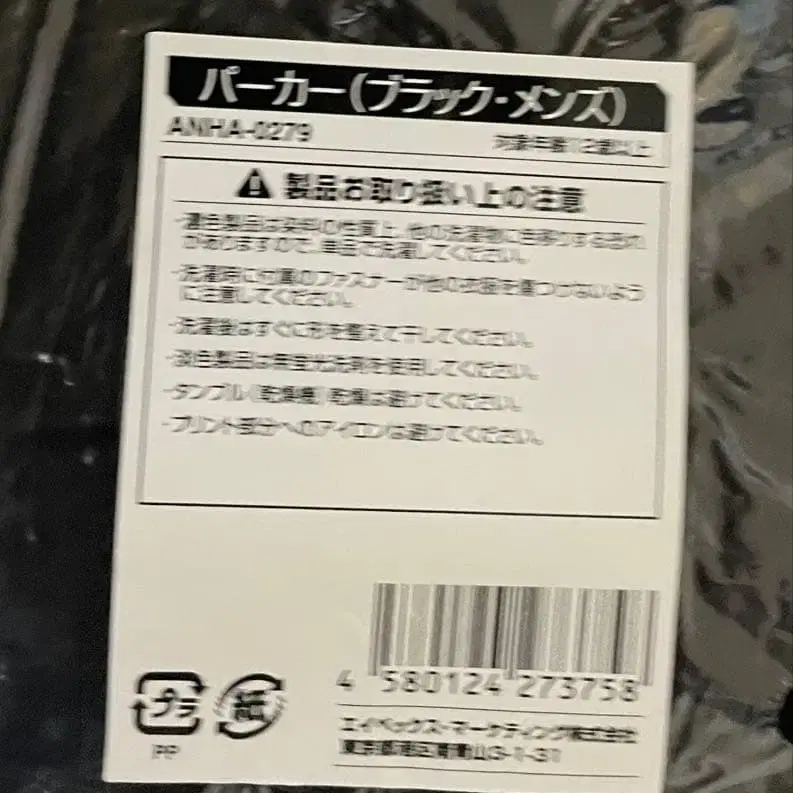 パーカー(ブラック・メンズ)
ANHA-0279
対象年齢12歳以上
製品お取り扱い上の注意
・濃色製品は染料の性質上、他の洗濯物に色移りする恐れ
がありますので、単品で洗濯してください。
・洗濯時に付属のファスナーが他の衣服を傷つけないよう
に注意してください。
・洗濯後はすぐに形を整えて干してください。
・淡色製品は無蛍光洗剤を使用してください。
・タンブル(乾燥機)乾燥は避けてください。
・プリント部分へのアイロンは避けてください。
4 580124 273758
プラ
紙
PP
エイベックス・マーケティング株式会社
東京都港区南青山3-1-31